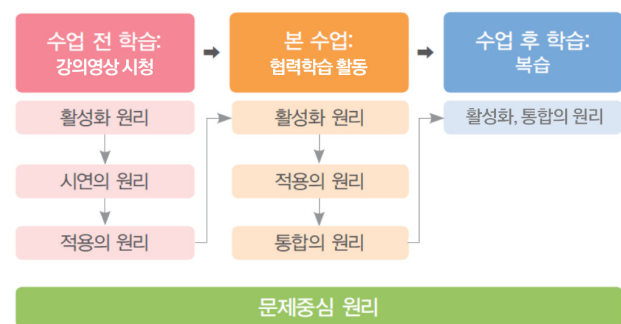 수업 전 학습:
강의영상 시청
본 수업:
협력학습 활동
수업 후 학습:
복습
활성화 원리
시연의 원리
적용의 원리
활성화 원리
적용의 원리
통합의 원리
활성화, 통합의 원리
문제중심 원리